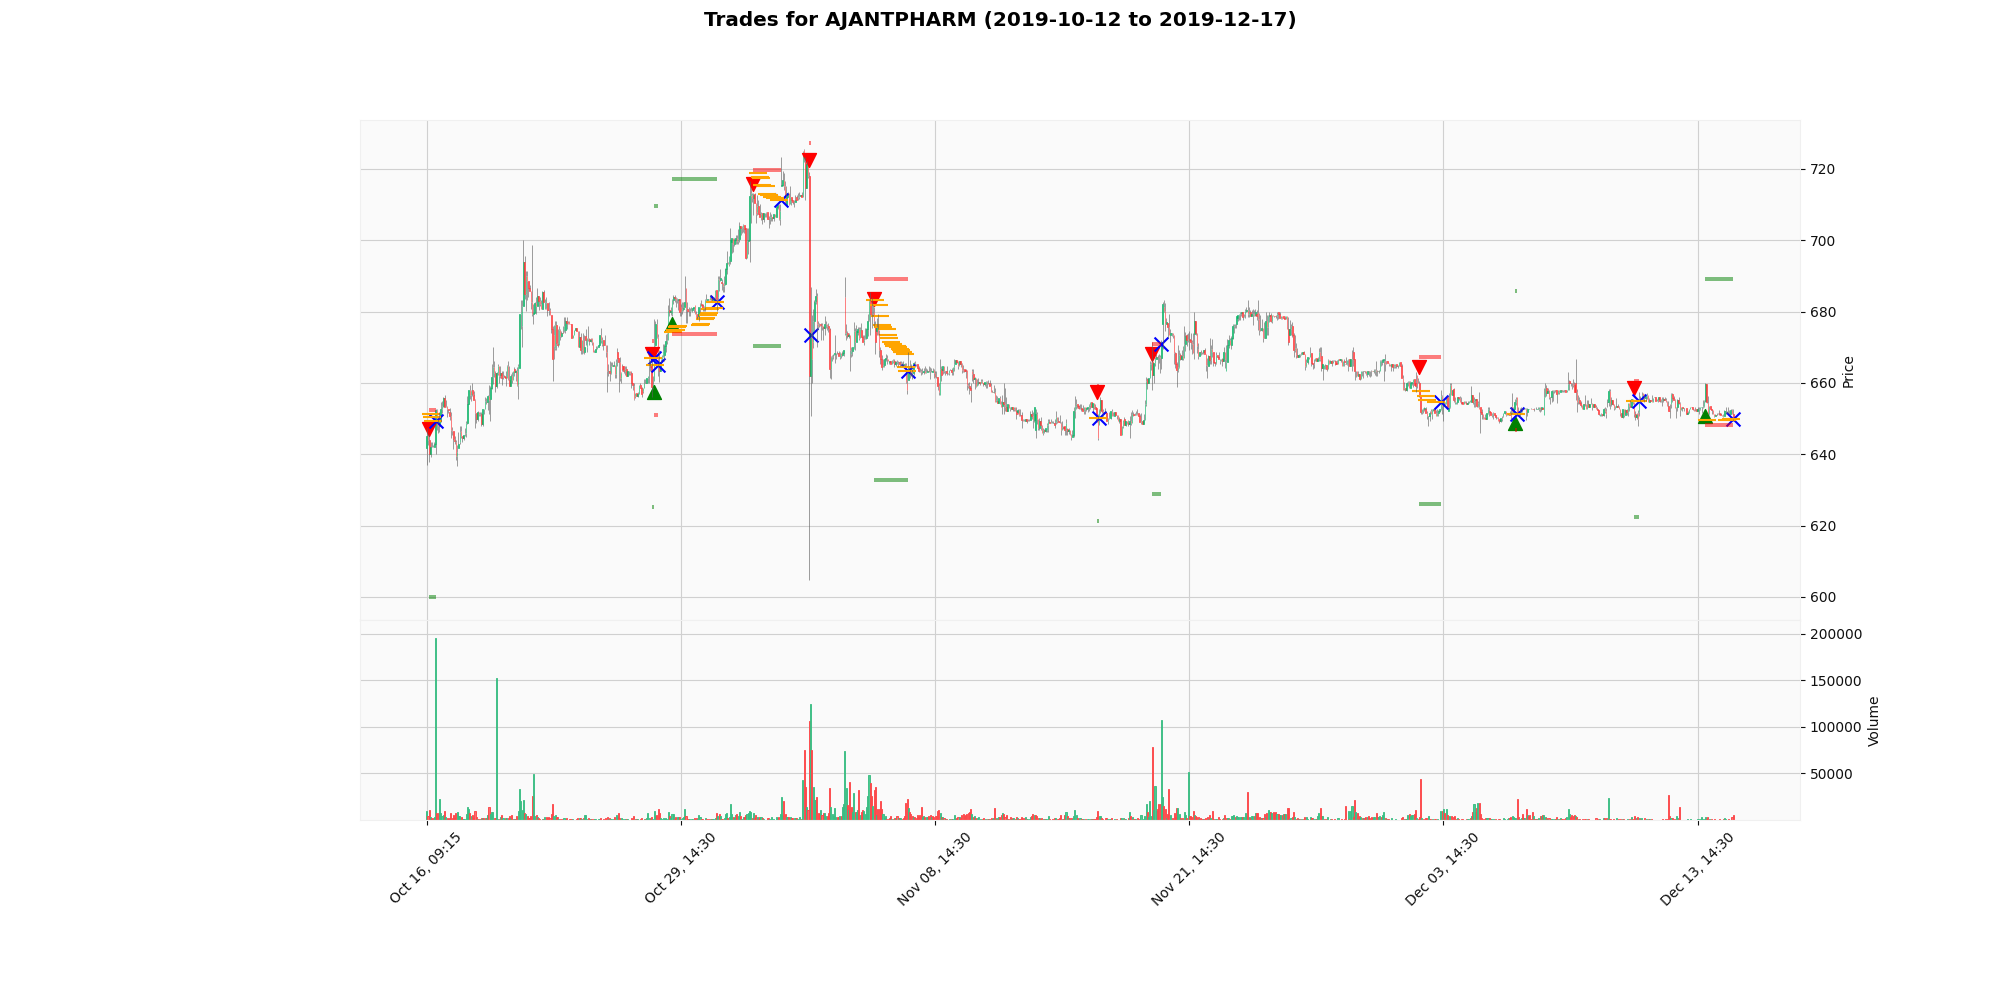 Trades for AJANTPHARM (2019-10-12 to 2019-12-17)
720
700
680
660
640
620
600
Price
200000
150000
100000
50000
Volume
Oct 16, 09:15
Oct 29, 14:30
Nov 08, 14:30
Nov 21, 14:30
Dec 03, 14:30
Dec 13, 14:30